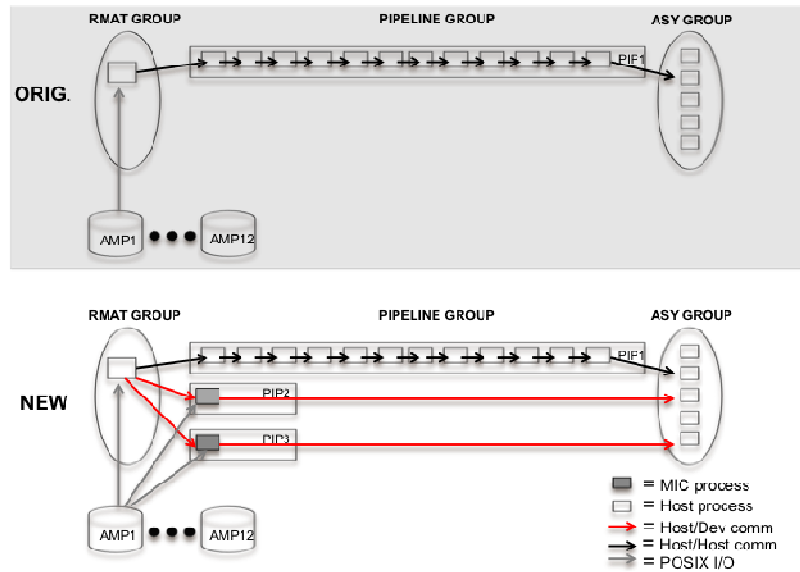 RMAT GROUP PIPELINE GROUP ASY GROUP
PIP1
ORIG.
AMP1 AMP12
RMAT GROUP PIPELINE GROUP ASY GROUP
PIP1
PIP2
NEW
PIP3
= MIC process
= Host process
= Host/Dev comm
AMP1 AMP12
= Host/Host comm
= POSIX I/O